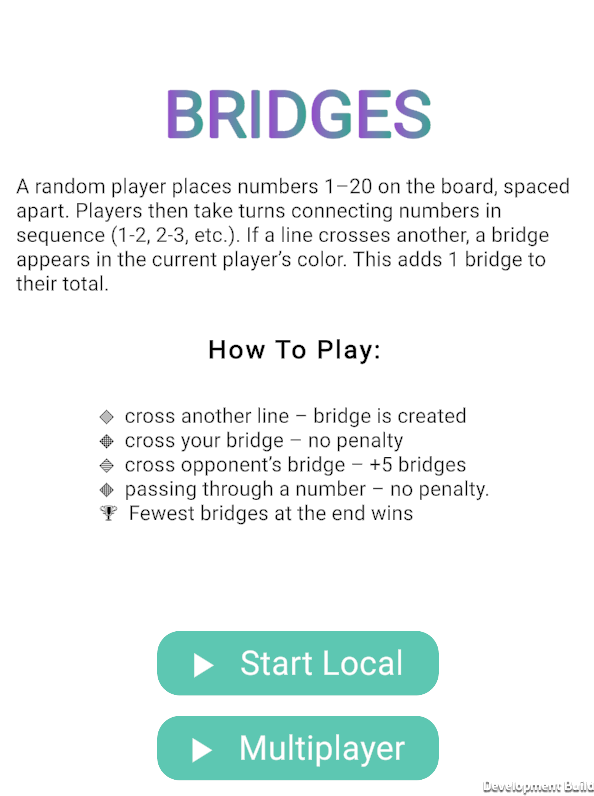 BRIDGES
A random player places numbers 1–20 on the board, spaced
apart. Players then take turns connecting numbers in
sequence (1-2, 2-3, etc.). If a line crosses another, a bridge
appears in the current player’s color. This adds 1 bridge to
their total.
How To Play:
cross another line – bridge is created
cross your bridge – no penalty
cross opponent’s bridge – +5 bridges
passing through a number – no penalty.
Fewest bridges at the end wins
Start Local
Multiplayer
Development Build